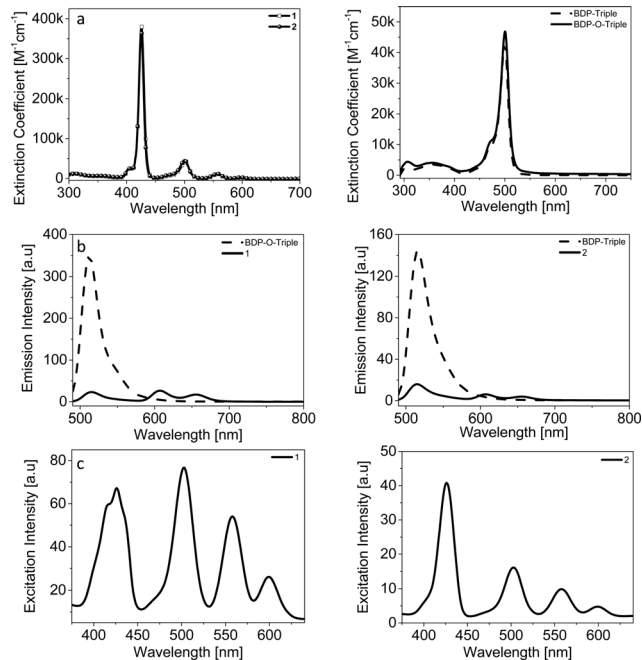 a
1
2
400k
300k
200k
100k
0
300 400 500 600 700
Wavelength [nm]
Extinction Coefficient [M⁻¹cm⁻¹]
BDP-Triple
BDP-O-Triple
50k
40k
30k
20k
10k
0
300 400 500 600 700
Wavelength [nm]
Extinction Coefficient [M⁻¹cm⁻¹]
b
BDP-O-Triple
1
400
300
200
100
0
500 600 700 800
Wavelength [nm]
Emission Intensity [a.u]
BDP-Triple
2
160
120
80
40
0
500 600 700 800
Wavelength [nm]
Emission Intensity [a.u]
c
1
80
60
40
20
400 450 500 550 600
Wavelength [nm]
Excitation Intensity [a.u]
2
50
40
30
20
10
0
400 450 500 550 600
Wavelength [nm]
Excitation Intensity [a.u]